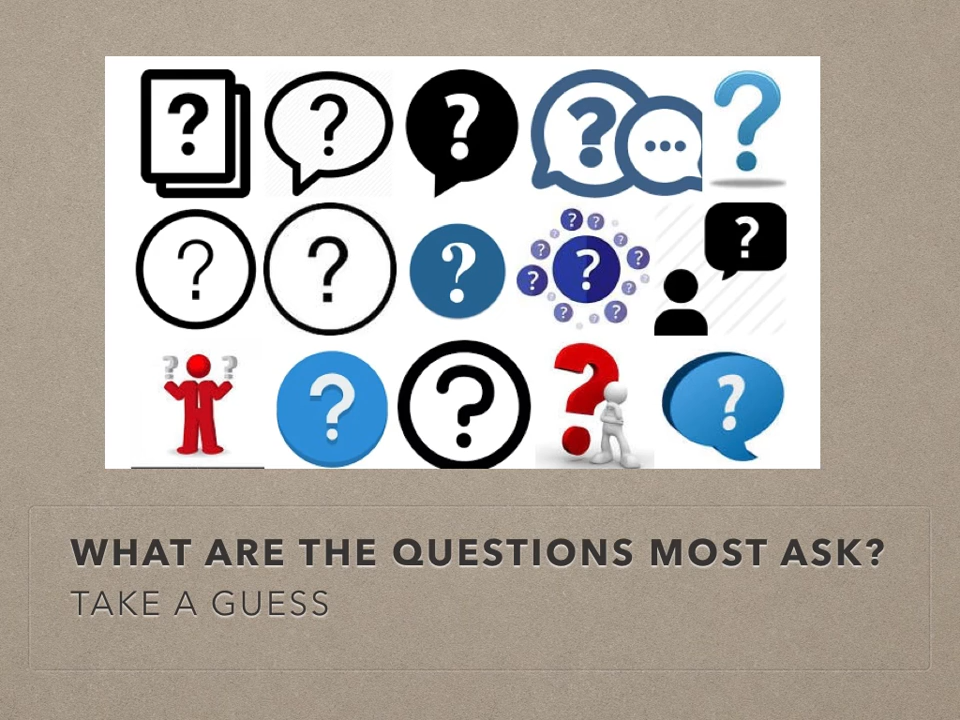 ? ? ? ? ... ?
? ? ? ? ? ? ? ? ? ? ? ? ? ? ?
? ? ? ? ? ?
WHAT ARE THE QUESTIONS MOST ASK?
TAKE A GUESS